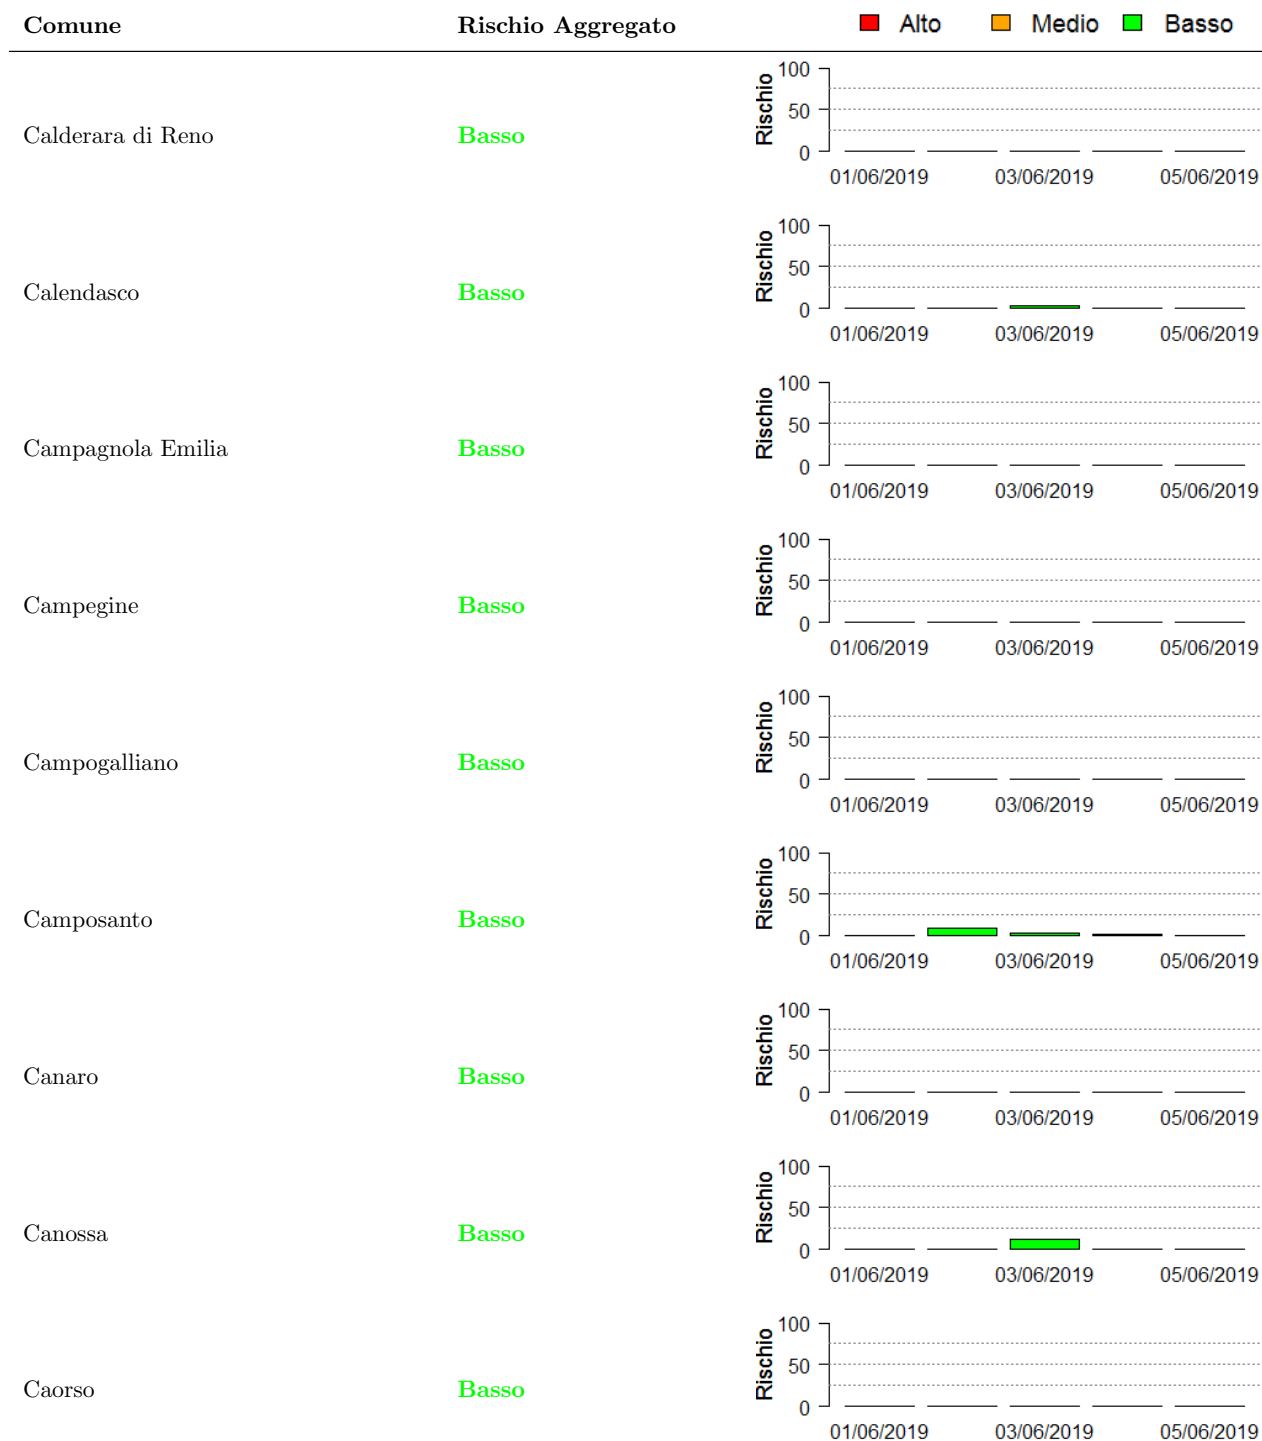 Comune Rischio Aggregato Alto Medio Basso
Calderara di Reno Basso Rischio 100 50 0
01/06/2019 03/06/2019 05/06/2019
Calendasco Basso Rischio 100 50 0
01/06/2019 03/06/2019 05/06/2019
Campagnola Emilia Basso Rischio 100 50 0
01/06/2019 03/06/2019 05/06/2019
Campegine Basso Rischio 100 50 0
01/06/2019 03/06/2019 05/06/2019
Campogalliano Basso Rischio 100 50 0
01/06/2019 03/06/2019 05/06/2019
Camposanto Basso Rischio 100 50 0
01/06/2019 03/06/2019 05/06/2019
Canaro Basso Rischio 100 50 0
01/06/2019 03/06/2019 05/06/2019
Canossa Basso Rischio 100 50 0
01/06/2019 03/06/2019 05/06/2019
Caorso Basso Rischio 100 50 0
01/06/2019 03/06/2019 05/06/2019